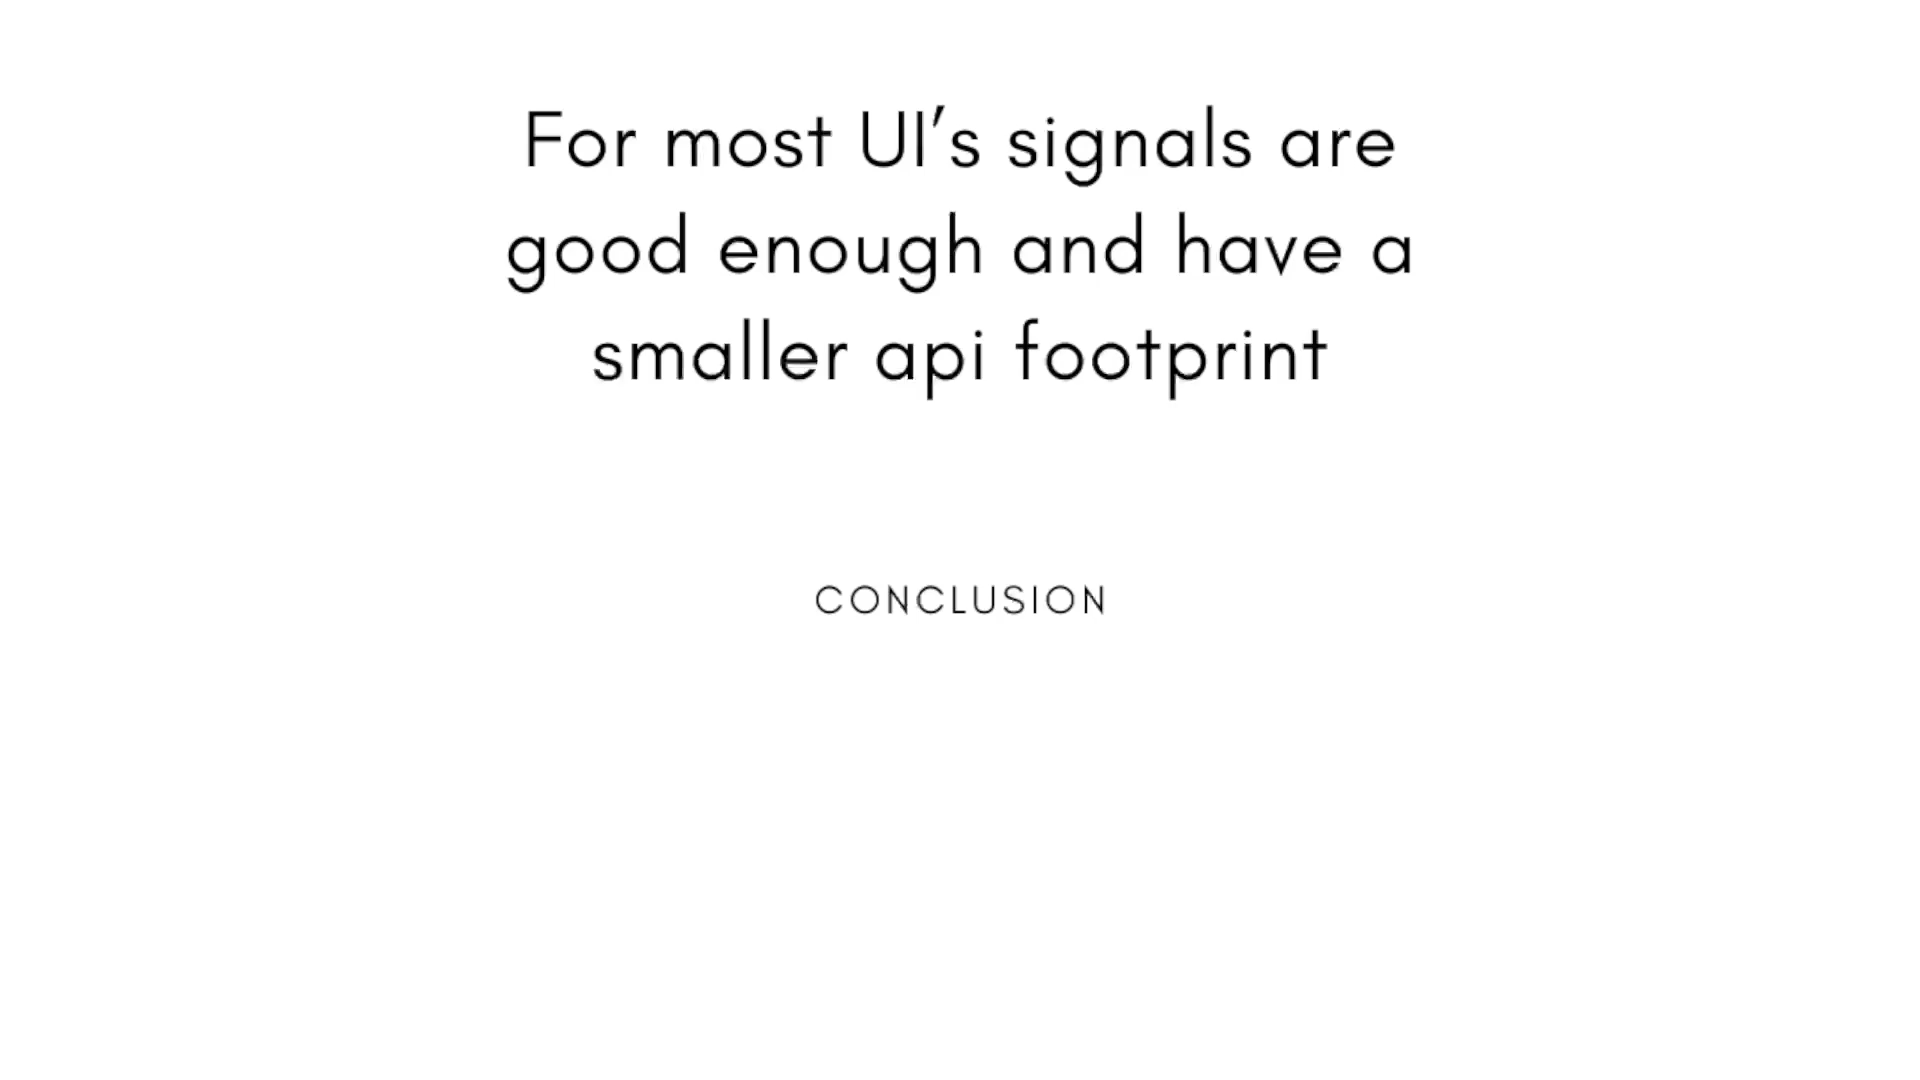 For most UI’s signals are
good enough and have a
smaller api footprint
CONCLUSION